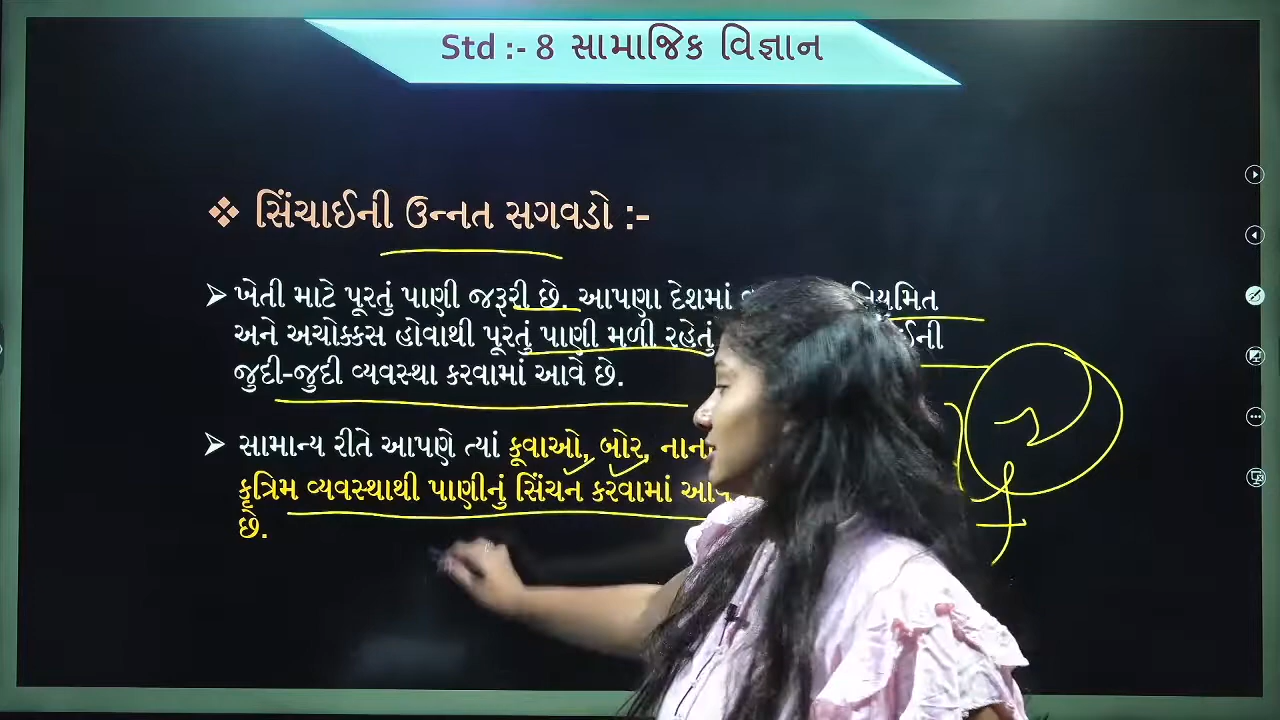 Std :- 8 સામાજિક વિજ્ઞાન
❖ સિંચાઈની ઉન્નત સગવડો :-
➢ ખેતી માટે પૂરતું પાણી જરૂરી છે. આપણા દેશમાં
અને અચોક્કસ હોવાથી પૂરતું પાણી મળી રહેતું
જુદી-જુદી વ્યવસ્થા કરવામાં આવે છે.
➢ સામાન્ય રીતે આપણે ત્યાં કૂવાઓ, બોર,
કૃત્રિમ વ્યવસ્થાથી પાણીનું સિંચન કરવામાં
છે.